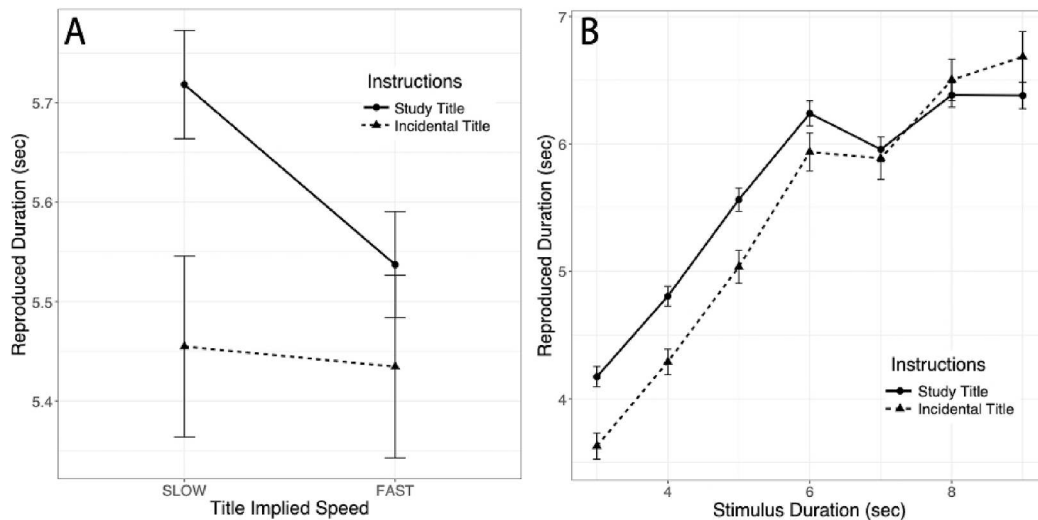 A
Reproduced Duration (sec)
5.7
5.6
5.5
5.4
Instructions
Study Title
Incidental Title
SLOW
FAST
Title Implied Speed
B
Reproduced Duration (sec)
7
6
5
4
Instructions
Study Title
Incidental Title
4
6
8
Stimulus Duration (sec)